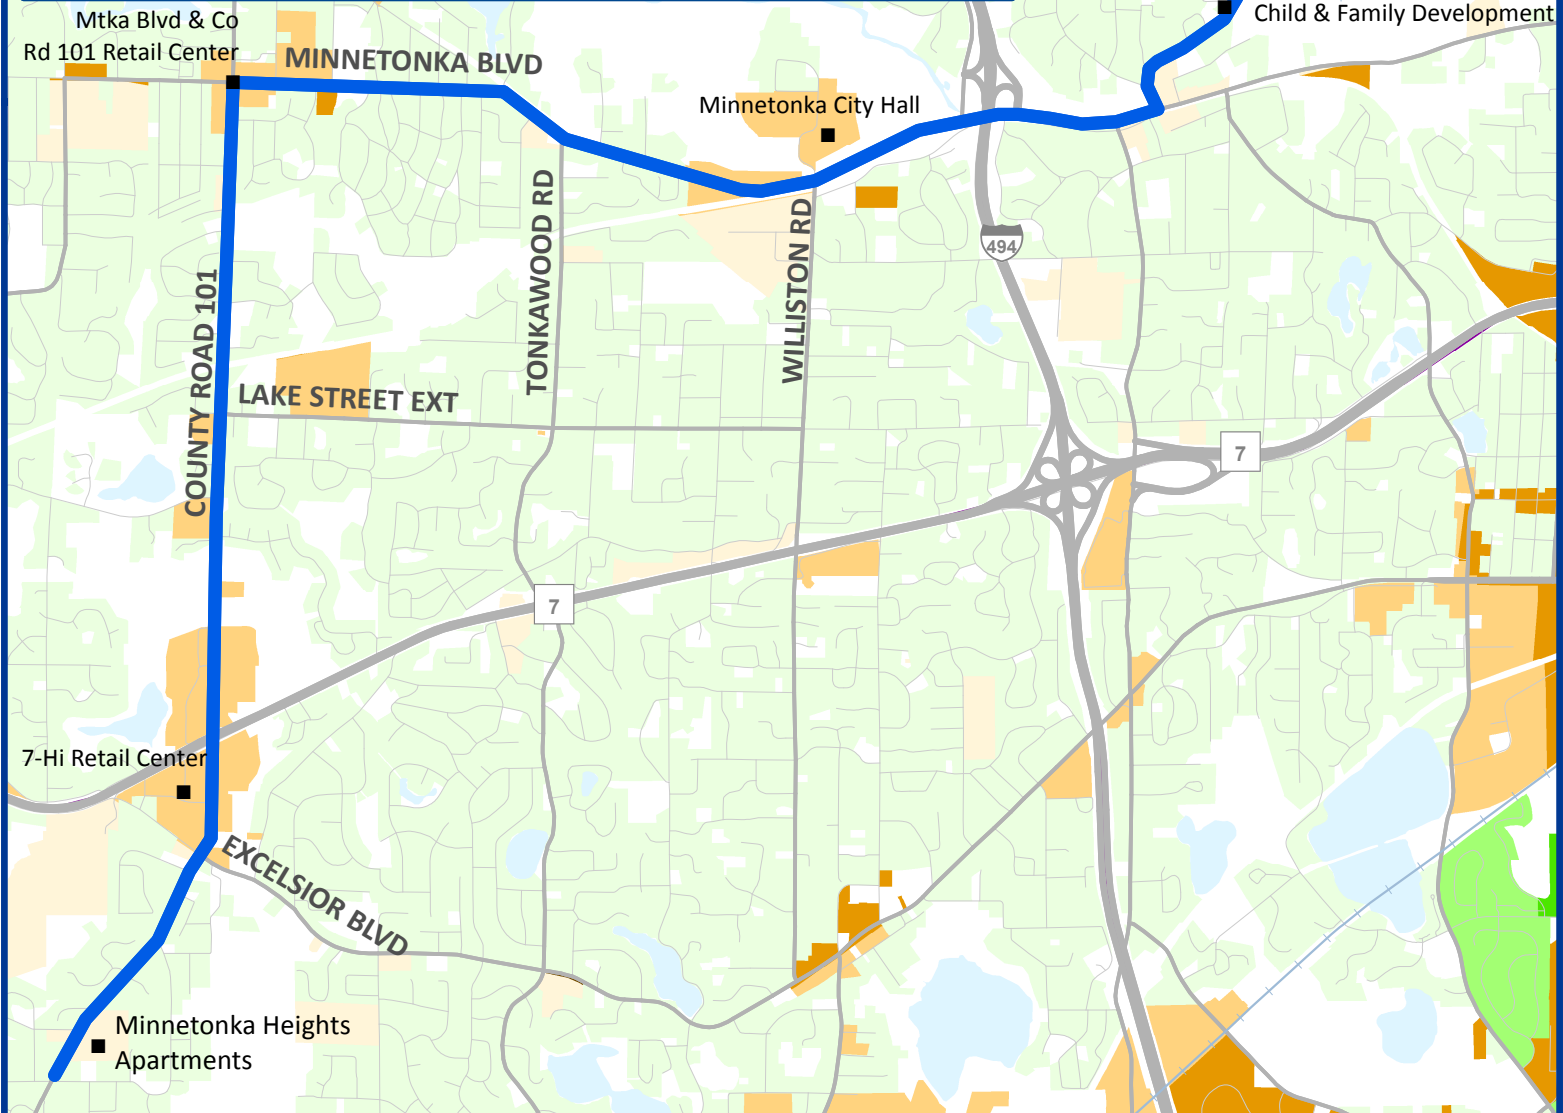 Mtka Blvd & Co
Rd 101 Retail Center
Child & Family Development
MINNETONKA BLVD
Minnetonka City Hall
TONKAWOOD RD
WILLISTON RD
494
COUNTY ROAD 101
LAKE STREET EXT
7
7
7-Hi Retail Center
EXCELSIOR BLVD
Minnetonka Heights
Apartments